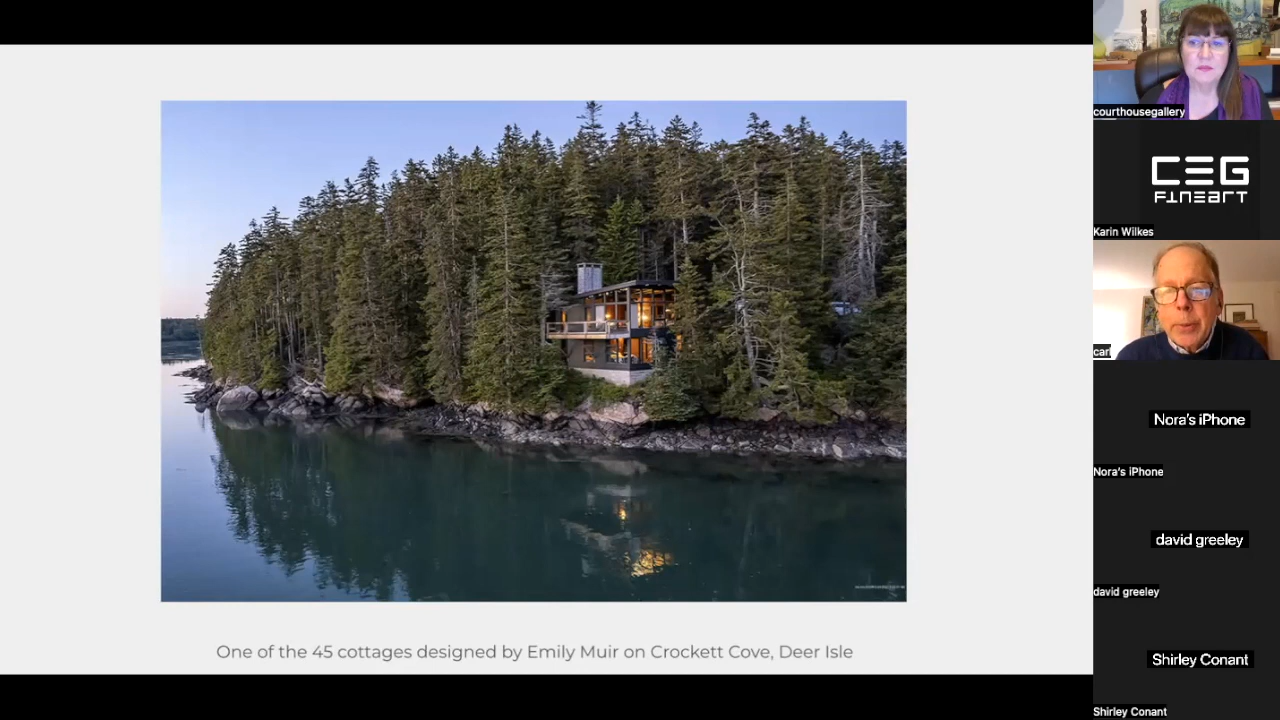 One of the 45 cottages designed by Emily Muir on Crockett Cove, Deer Isle
courthousegallery
CEG
FINEART
Karin Wilkes
carl
Nora's iPhone
Nora's iPhone
david greeley
david greeley
Shirley Conant
Shirley Conant